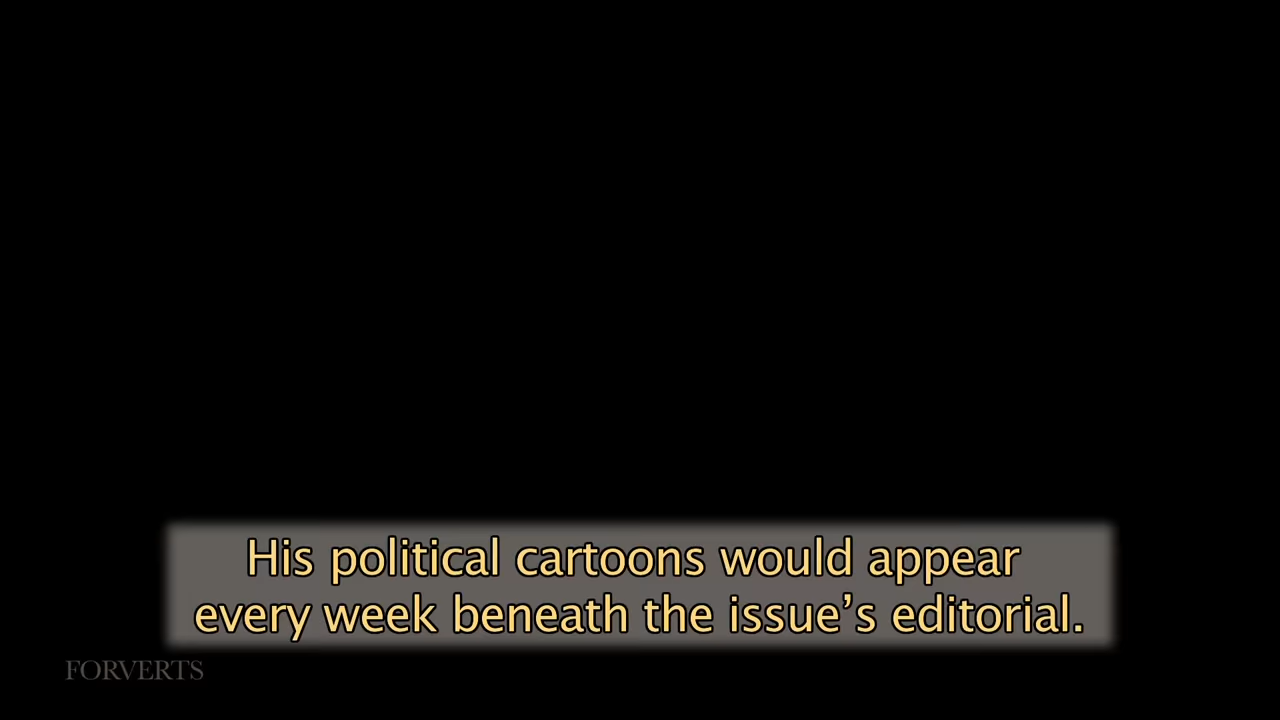 His political cartoons would appear
every week beneath the issue’s editorial.
FORVERTS